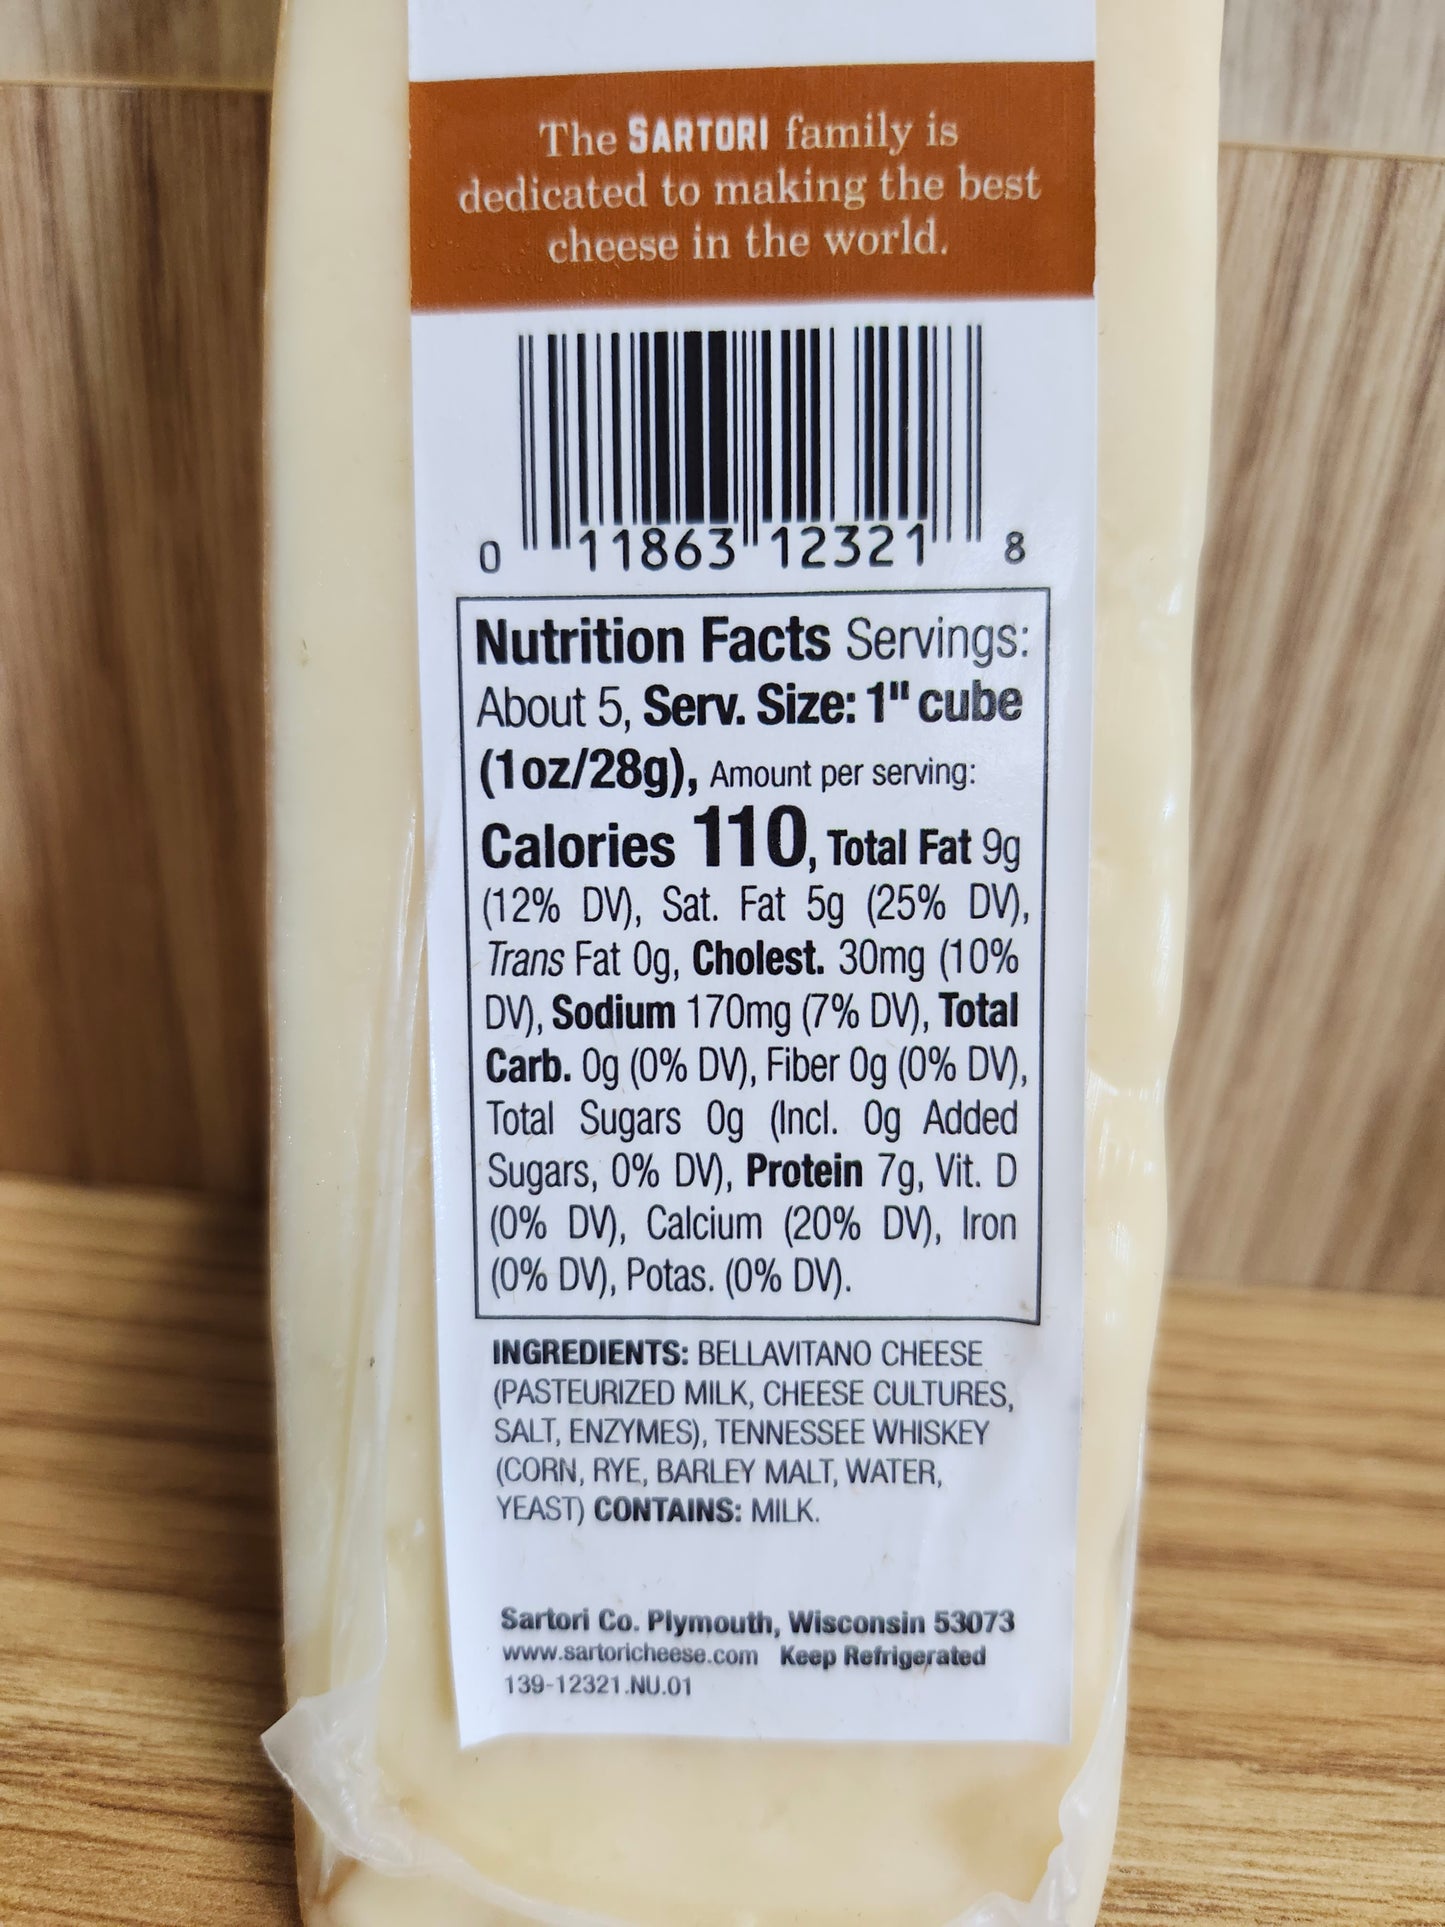 The SARTORI family is
dedicated to making the best
cheese in the world.
0 11863 12321 8
Nutrition Facts Servings:
About 5, Serv. Size: 1" cube
(1oz/28g), Amount per serving:
Calories 110, Total Fat 9g
(12% DV), Sat. Fat 5g (25% DV),
Trans Fat 0g, Cholest. 30mg (10%
DV), Sodium 170mg (7% DV), Total
Carb. 0g (0% DV), Fiber 0g (0% DV),
Total Sugars 0g (Incl. 0g Added
Sugars, 0% DV), Protein 7g, Vit. D
(0% DV), Calcium (20% DV), Iron
(0% DV), Potas. (0% DV).
INGREDIENTS: BELLAVITANO CHEESE
(PASTEURIZED MILK, CHEESE CULTURES,
SALT, ENZYMES), TENNESSEE WHISKEY
(CORN, RYE, BARLEY MALT, WATER,
YEAST) CONTAINS: MILK.
Sartori Co. Plymouth, Wisconsin 53073
www.sartoricheese.com Keep Refrigerated
139-12321.NU.01